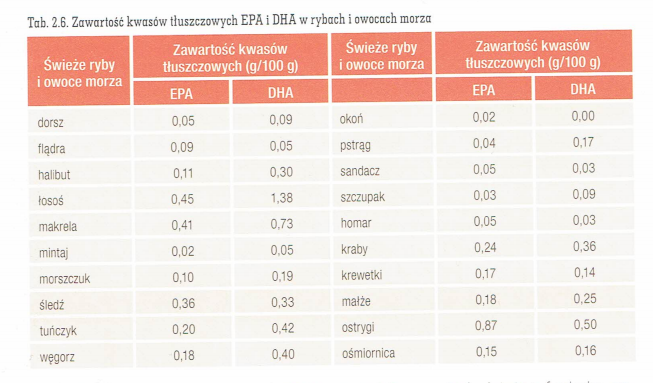 Tab. 2.6. Zawartość kwasów tłuszczowych EPA i DHA w rybach i owocach morza
Świeże ryby i owoce morza | Zawartość kwasów tłuszczowych (g/100 g) | Świeże ryby i owoce morza | Zawartość kwasów tłuszczowych (g/100 g)
EPA | DHA | EPA | DHA
dorsz | 0,05 | 0,09 | okoń | 0,02 | 0,00
flądra | 0,09 | 0,05 | pstrąg | 0,04 | 0,17
halibut | 0,11 | 0,30 | sandacz | 0,05 | 0,03
łosoś | 0,45 | 1,38 | szczupak | 0,03 | 0,09
makrela | 0,41 | 0,73 | homar | 0,05 | 0,03
mintaj | 0,02 | 0,05 | kraby | 0,24 | 0,36
morszczuk | 0,10 | 0,19 | krewetki | 0,17 | 0,14
śledź | 0,36 | 0,33 | małże | 0,18 | 0,25
tuńczyk | 0,20 | 0,42 | ostrygi | 0,87 | 0,50
węgorz | 0,18 | 0,40 | ośmiornica | 0,15 | 0,16